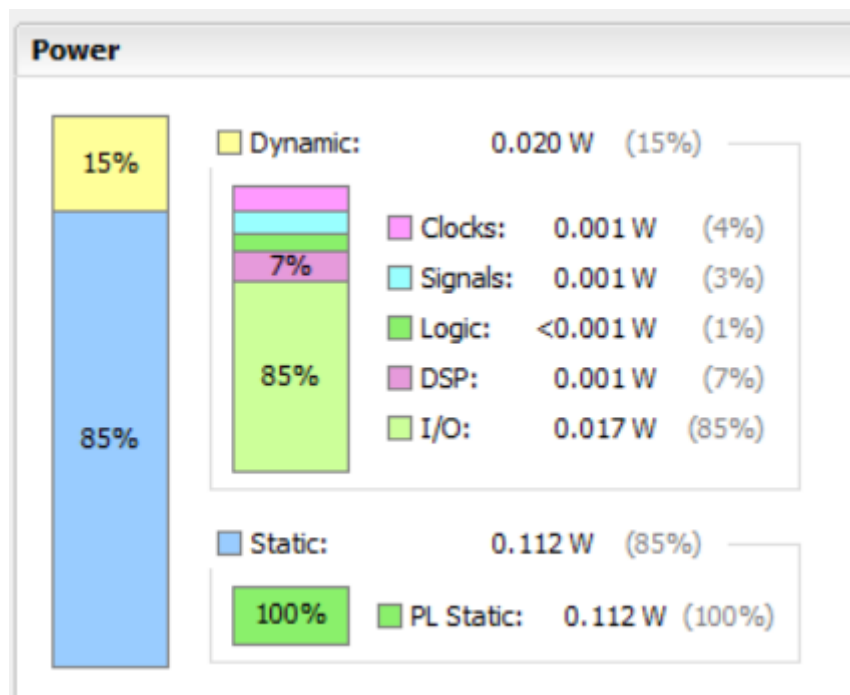 Power
15%
85%
Dynamic: 0.020 W (15%)
7%
85%
Clocks: 0.001 W (4%)
Signals: 0.001 W (3%)
Logic: <0.001 W (1%)
DSP: 0.001 W (7%)
I/O: 0.017 W (85%)
Static: 0.112 W (85%)
100%
PL Static: 0.112 W (100%)